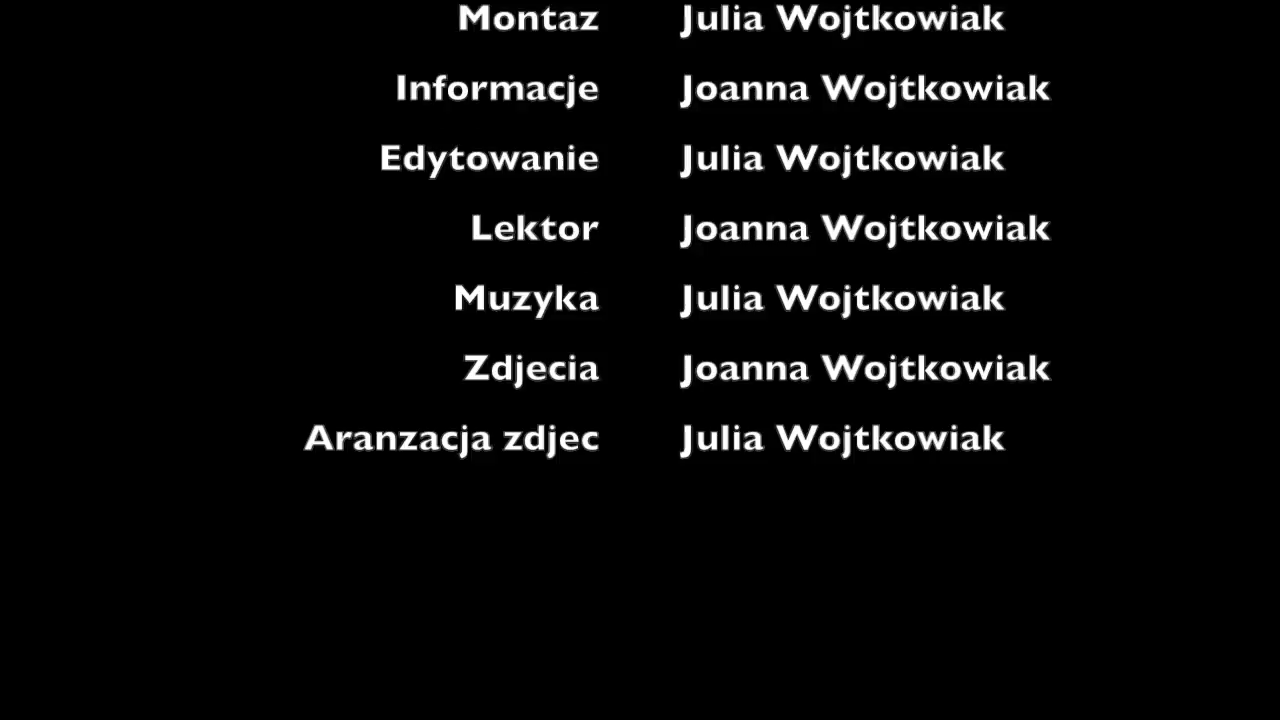 Montaz Julia Wojtkowiak
Informacje Joanna Wojtkowiak
Edytowanie Julia Wojtkowiak
Lektor Joanna Wojtkowiak
Muzyka Julia Wojtkowiak
Zdjecia Joanna Wojtkowiak
Aranzacja zdjec Julia Wojtkowiak